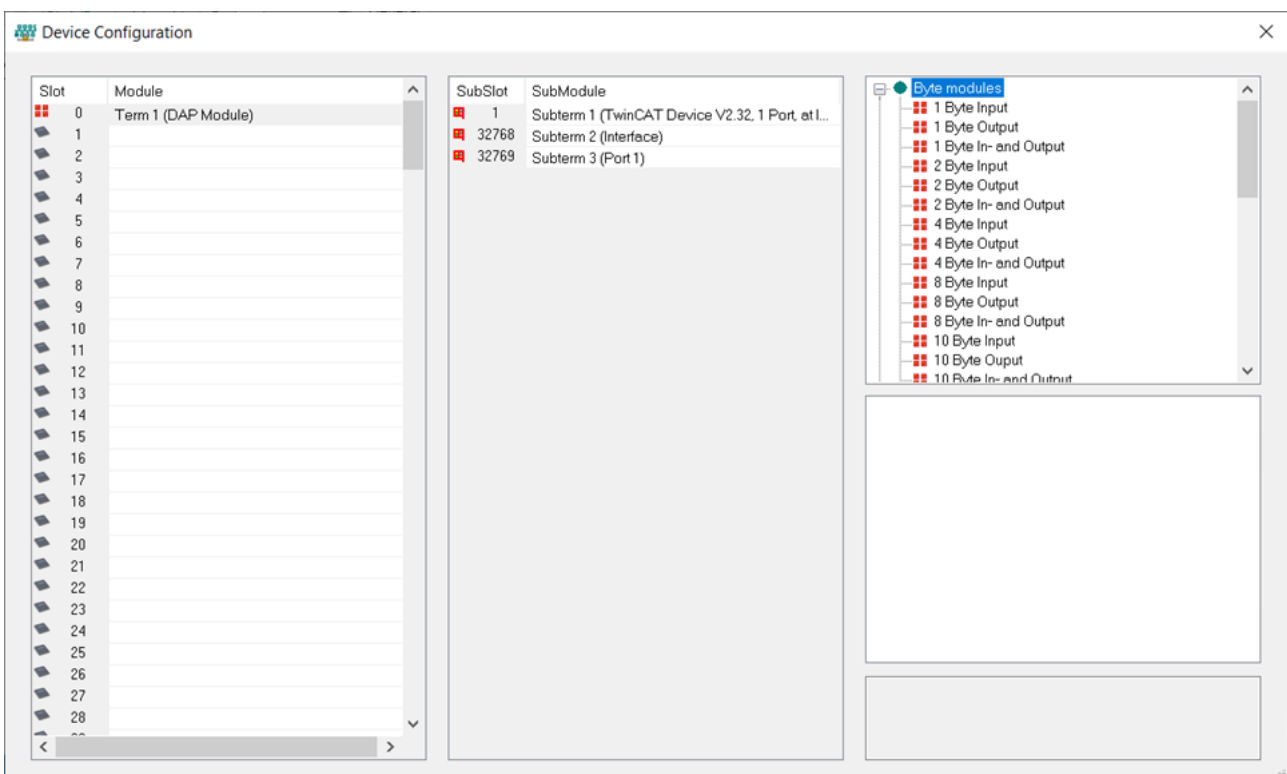 Device Configuration
Slot Module
0 Term 1 (DAP Module)
1
2
3
4
5
6
7
8
9
10
11
12
13
14
15
16
17
18
19
20
21
22
23
24
25
26
27
28
SubSlot SubModule
1 Subterm 1 (TwinCAT Device V2.32, 1 Port, at l...
32768 Subterm 2 (Interface)
32769 Subterm 3 (Port 1)
Byte modules
1 Byte Input
1 Byte Output
1 Byte In- and Output
2 Byte Input
2 Byte Output
2 Byte In- and Output
4 Byte Input
4 Byte Output
4 Byte In- and Output
8 Byte Input
8 Byte Output
8 Byte In- and Output
10 Byte Input
10 Byte Ouput
10 Byte In- and Output